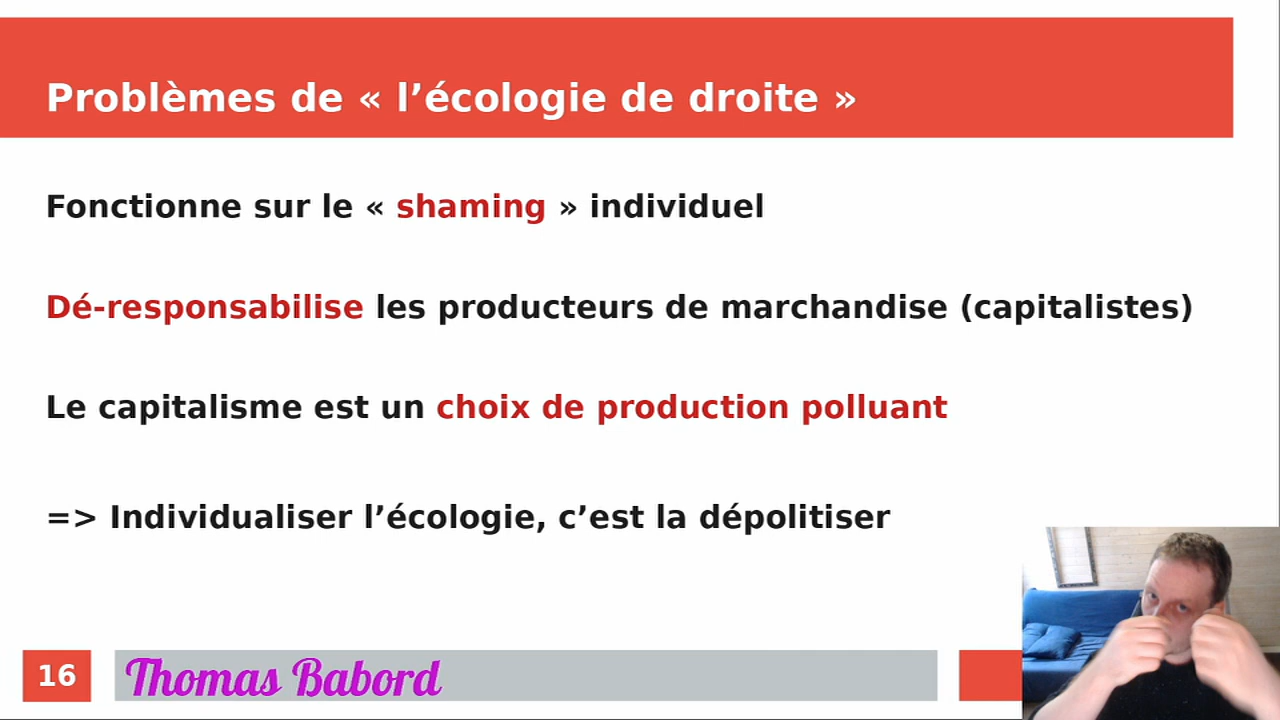 Problèmes de « l’écologie de droite »
Fonctionne sur le « shaming » individuel
Dé-responsabilise les producteurs de marchandise (capitalistes)
Le capitalisme est un choix de production polluant
=> Individualiser l’écologie, c’est la dépolitiser
16
Thomas Babord